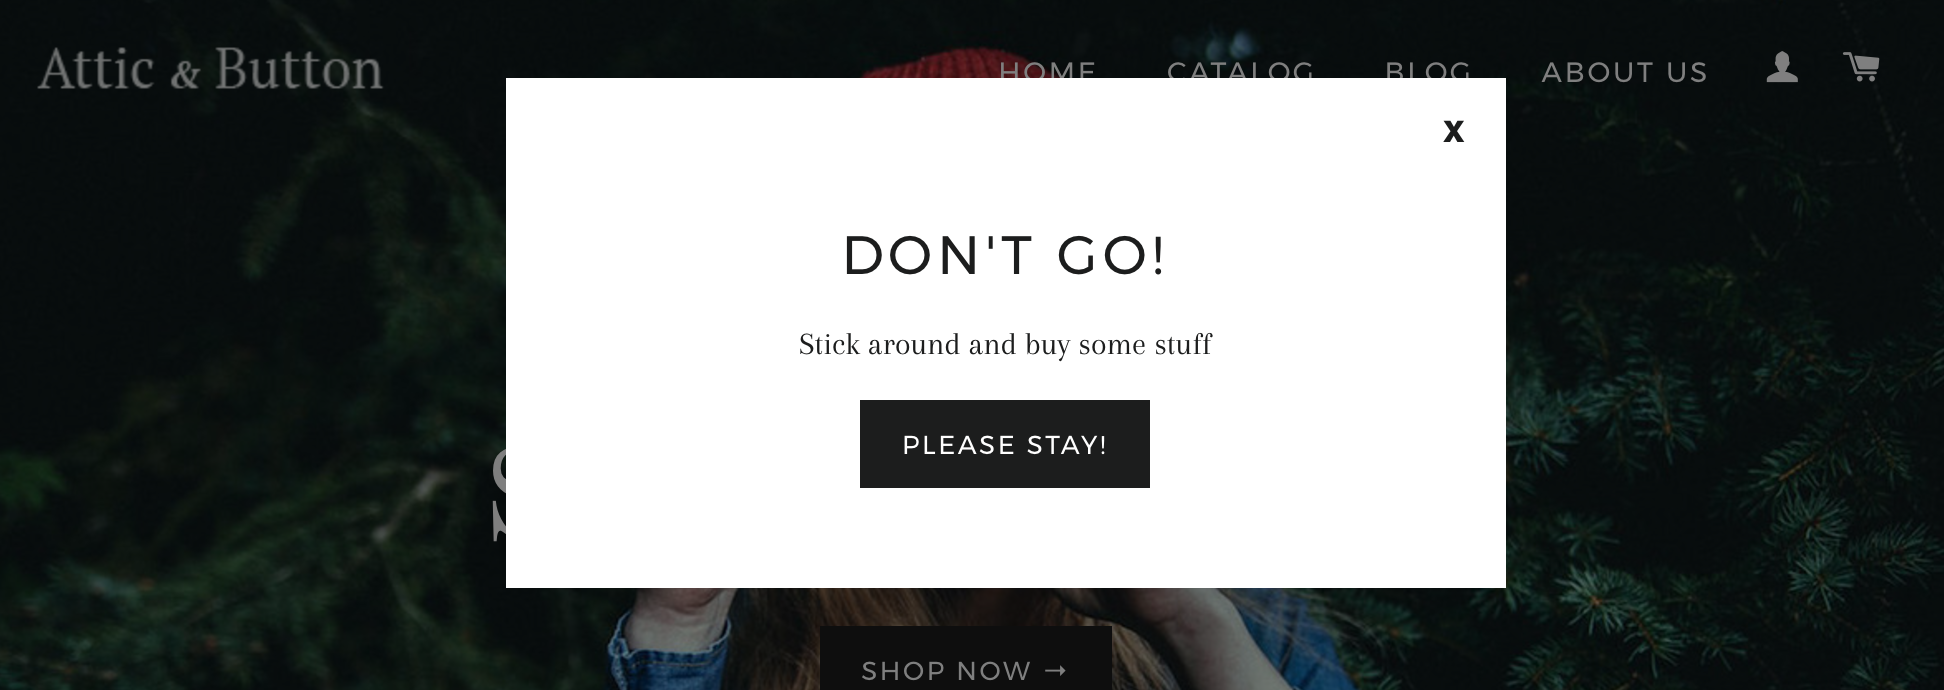 Attic & Button
HOME CATALOG BLOG ABOUT US
X
DON'T GO!
Stick around and buy some stuff
PLEASE STAY!
SHOP NOW →